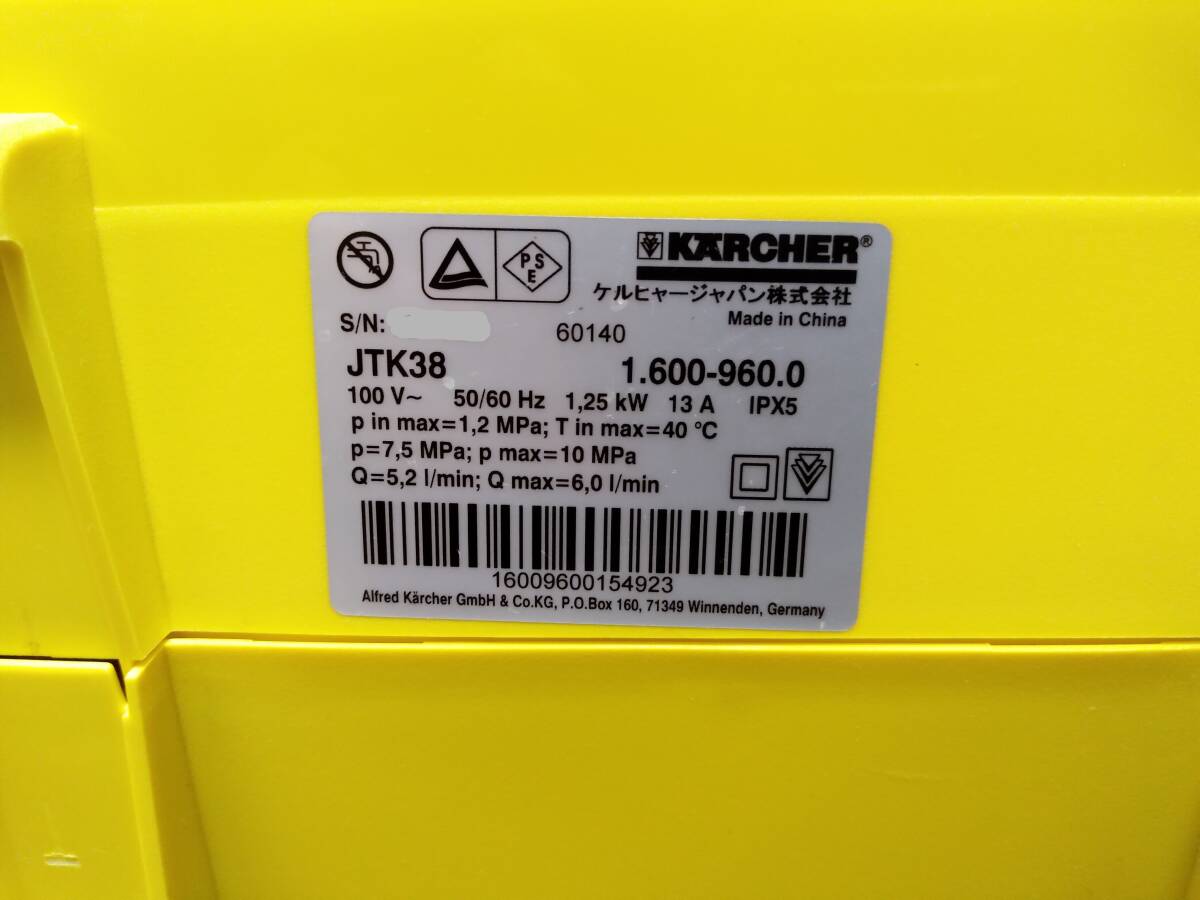 KÄRCHER®
PSE
ケルヒャージャパン株式会社
Made in China
S/N:
60140
JTK38 1.600-960.0
100 V~ 50/60 Hz 1,25 kW 13 A IPX5
p in max=1,2 MPa; T in max=40 °C
p=7,5 MPa; p max=10 MPa
Q=5,2 l/min; Q max=6,0 l/min
16009600154923
Alfred Kärcher GmbH & Co.KG, P.O.Box 160, 71349 Winnenden, Germany